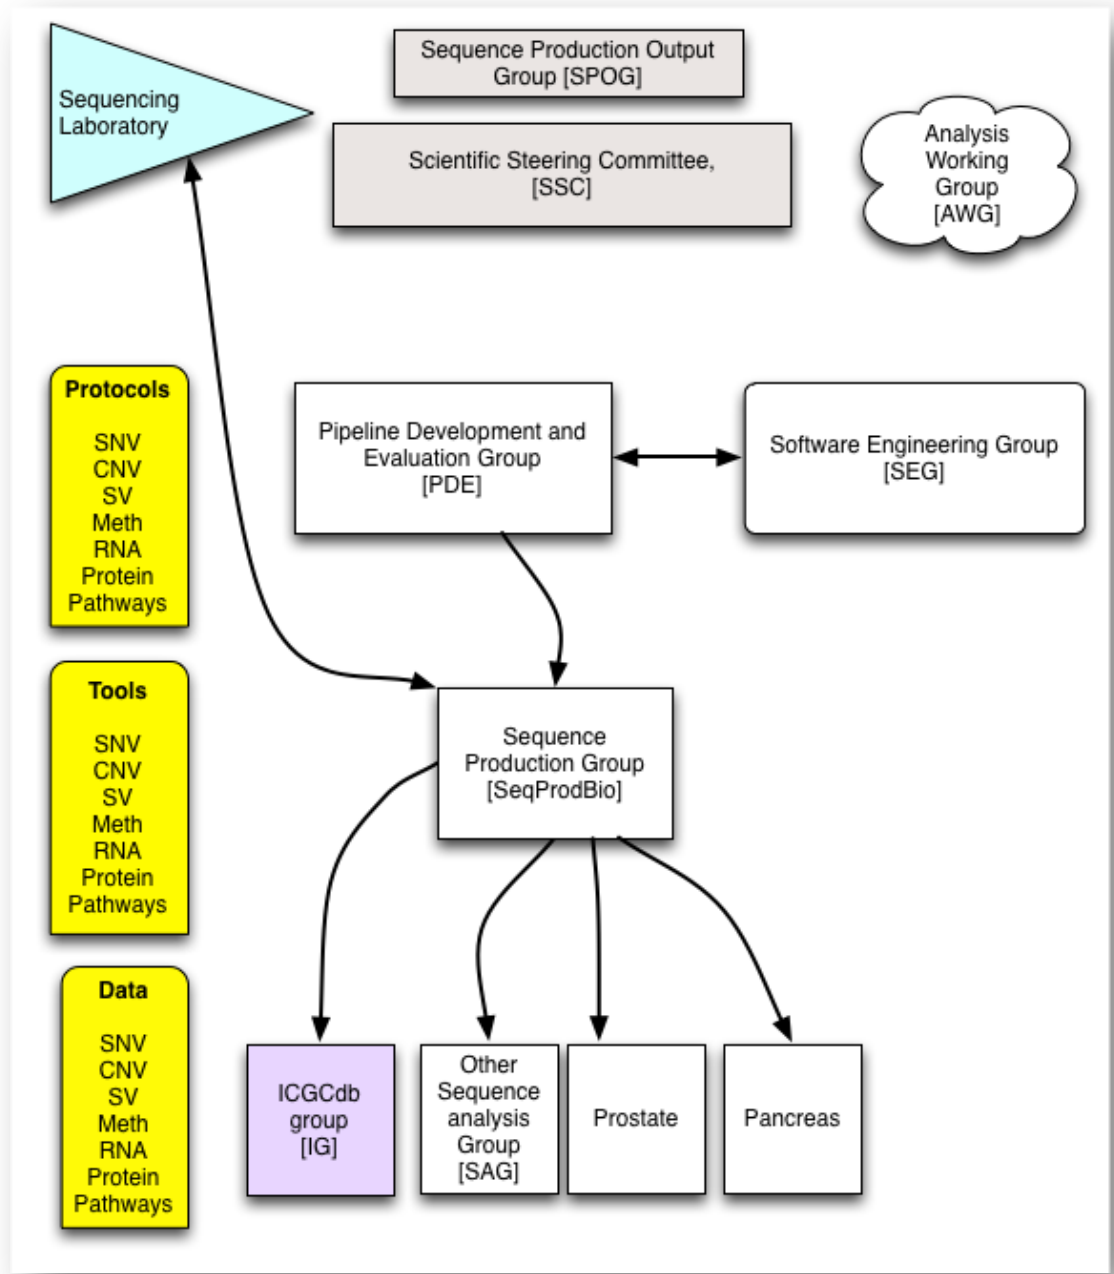 Sequencing
Laboratory
Sequence Production Output
Group [SPOG]
Scientific Steering Committee,
[SSC]
Analysis
Working
Group
[AWG]
Protocols
SNV
CNV
SV
Meth
RNA
Protein
Pathways
Pipeline Development and
Evaluation Group
[PDE]
Software Engineering Group
[SEG]
Tools
SNV
CNV
SV
Meth
RNA
Protein
Pathways
Sequence
Production Group
[SeqProdBio]
Data
SNV
CNV
SV
Meth
RNA
Protein
Pathways
ICGCdb
group
[IG]
Other
Sequence
analysis
Group
[SAG]
Prostate
Pancreas